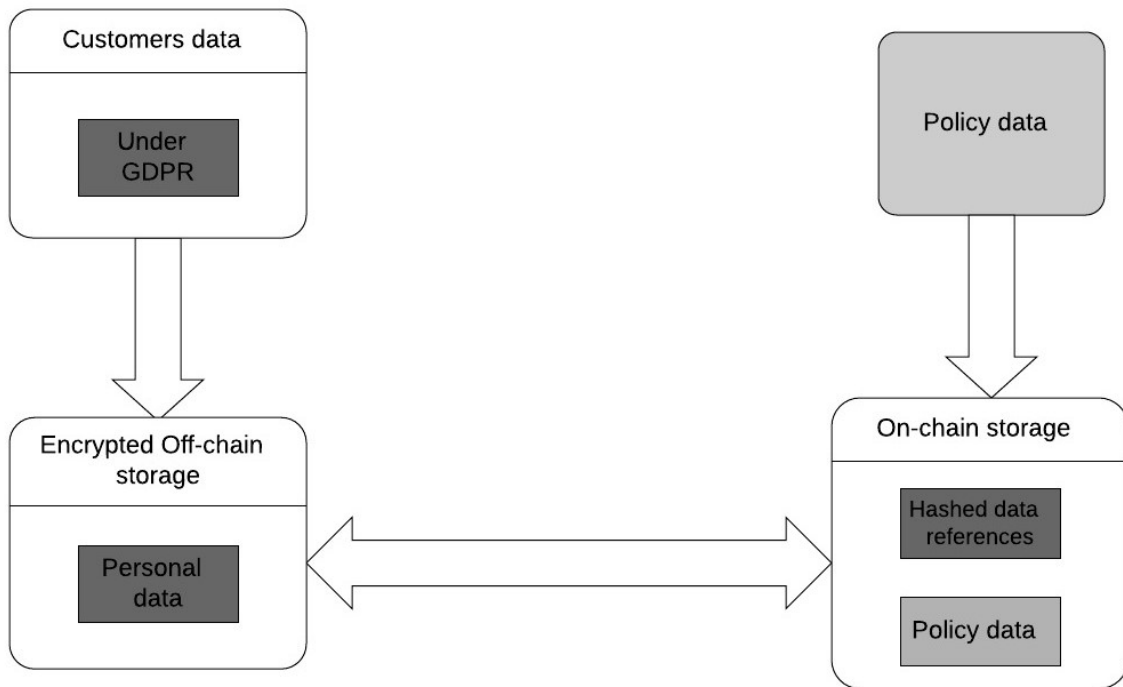 Customers data
Under
GDPR
Policy data
Encrypted Off-chain
storage
Personal
data
On-chain storage
Hashed data
references
Policy data